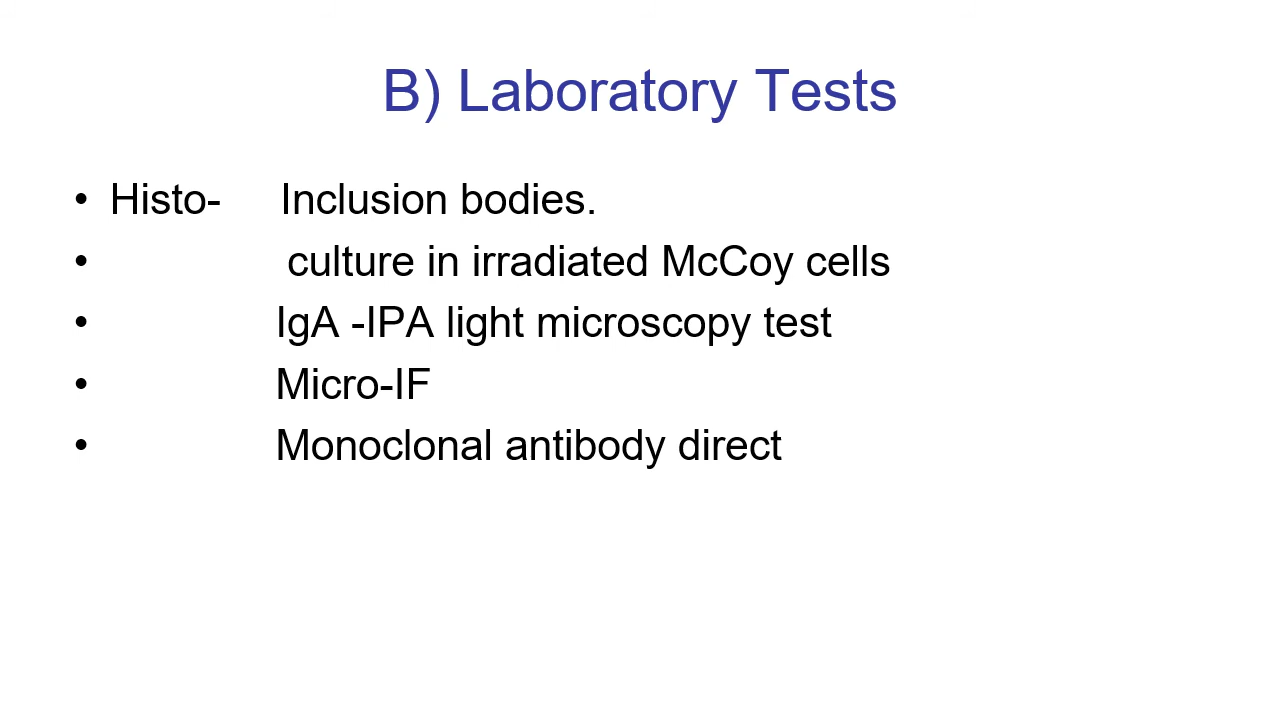 B) Laboratory Tests
• Histo- Inclusion bodies.
• culture in irradiated McCoy cells
• IgA -IPA light microscopy test
• Micro-IF
• Monoclonal antibody direct